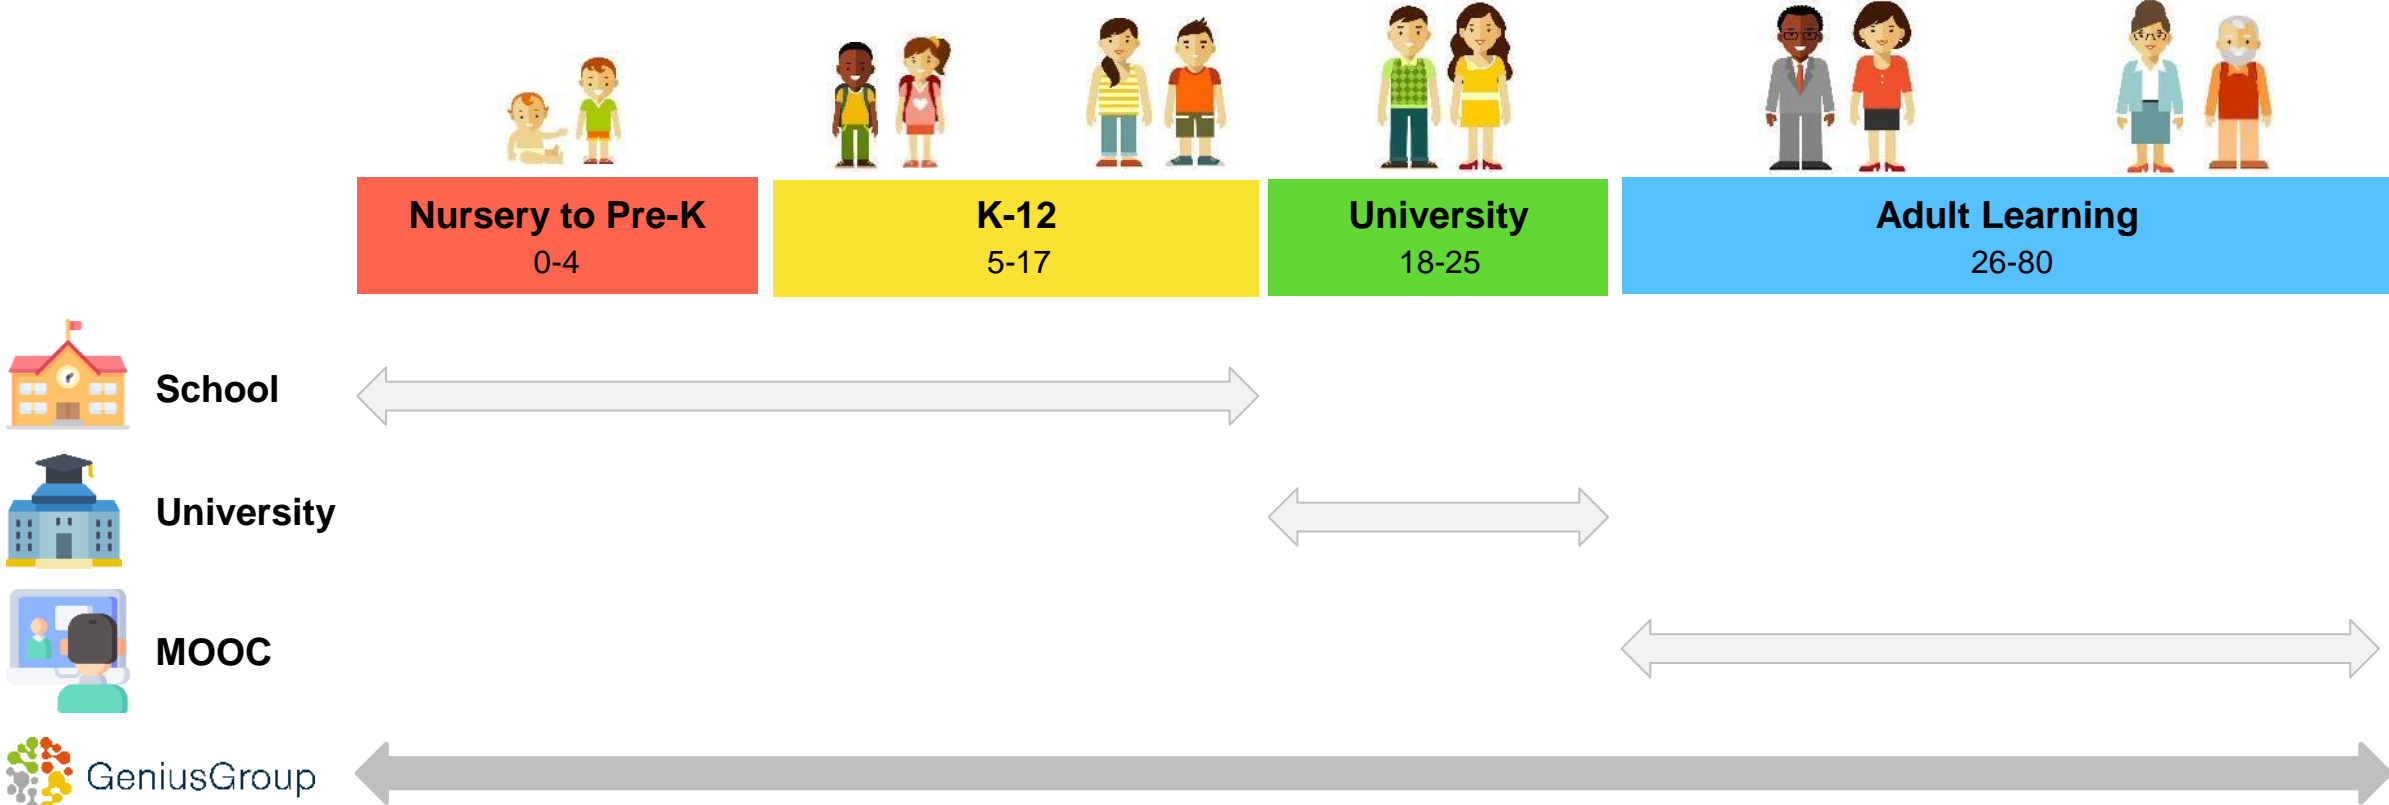 Nursery to Pre-K
0-4
K-12
5-17
University
18-25
Adult Learning
26-80
School
University
MOOC
GeniusGroup